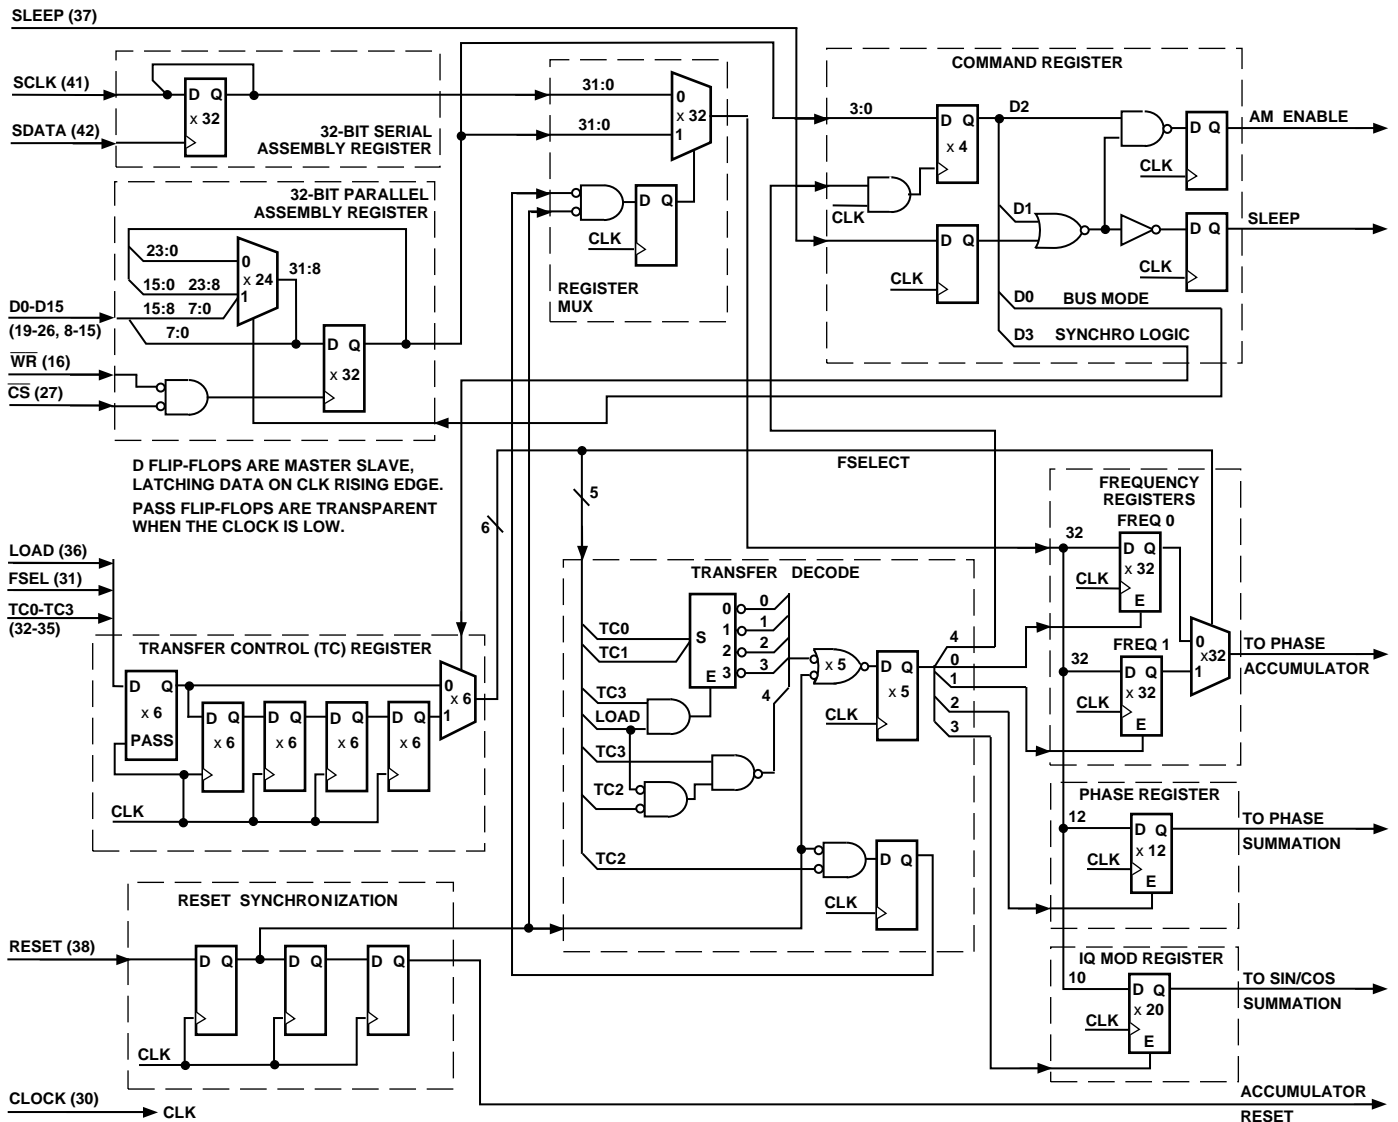 SLEEP (37)
SCLK (41)
D Q
x 32
SDATA (42)
32-BIT SERIAL
ASSEMBLY REGISTER
31:0
0
x 32
31:0
1
D Q
CLK
REGISTER
MUX
COMMAND REGISTER
3:0
D Q
x 4
CLK
D2
D Q
CLK
AM ENABLE
D1
D Q
CLK
D Q
CLK
SLEEP
D0
BUS MODE
D3
SYNCHRO LOGIC
32-BIT PARALLEL
ASSEMBLY REGISTER
23:0
0
x 24
31:8
15:0 23:8
1
D0-D15
15:8 7:0
(19-26, 8-15)
7:0
D Q
x 32
WR (16)
CS (27)
D FLIP-FLOPS ARE MASTER SLAVE,
LATCHING DATA ON CLK RISING EDGE.
PASS FLIP-FLOPS ARE TRANSPARENT
WHEN THE CLOCK IS LOW.
FSELECT
5
6
LOAD (36)
FSEL (31)
TC0-TC3
(32-35)
TRANSFER CONTROL (TC) REGISTER
D Q
x 6
PASS
D Q
x 6
D Q
x 6
D Q
x 6
D Q
x 6
0
x 6
1
CLK
TRANSFER DECODE
TC0
TC1
S
E
0
1
2
3
0
1
2
3
4
TC3
LOAD
TC3
TC2
x 5
D Q
x 5
CLK
4
0
1
2
3
TC2
D Q
CLK
FREQUENCY
REGISTERS
FREQ 0
32
D Q
x 32
CLK
E
FREQ 1
32
D Q
x 32
CLK
E
0
x32
1
TO PHASE
ACCUMULATOR
PHASE REGISTER
12
D Q
x 12
CLK
E
TO PHASE
SUMMATION
IQ MOD REGISTER
10
D Q
x 20
CLK
E
TO SIN/COS
SUMMATION
RESET SYNCHRONIZATION
RESET (38)
D Q
D Q
D Q
CLK
CLOCK (30)
CLK
ACCUMULATOR
RESET